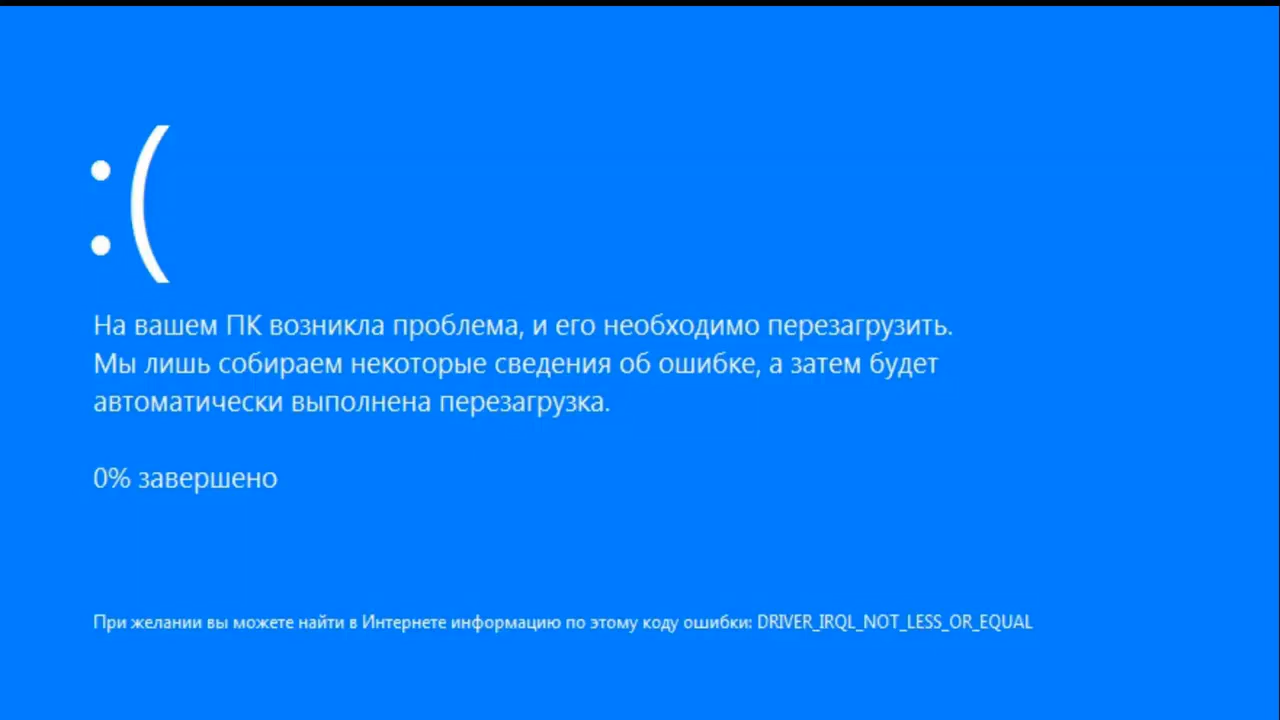 :(
На вашем ПК возникла проблема, и его необходимо перезагрузить.
Мы лишь собираем некоторые сведения об ошибке, а затем будет
автоматически выполнена перезагрузка.
0% завершено
При желании вы можете найти в Интернете информацию по этому коду ошибки: DRIVER_IRQL_NOT_LESS_OR_EQUAL